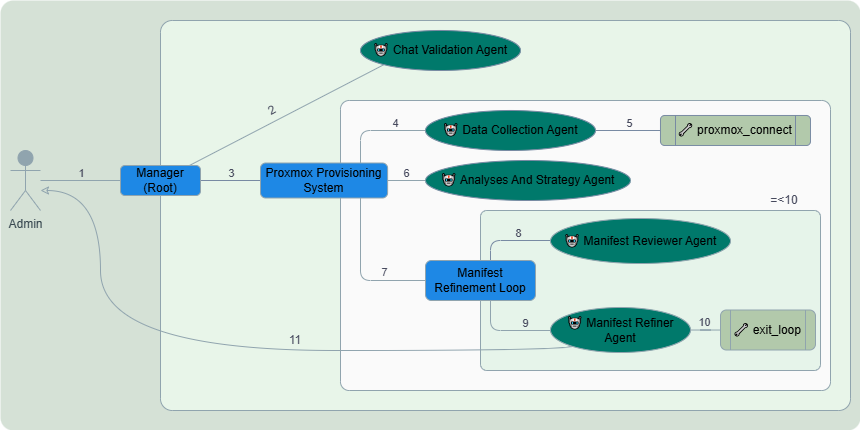 Chat Validation Agent
2
4
Data Collection Agent
5
proxmox_connect
1
Manager
(Root)
3
Proxmox Provisioning
System
6
Analyses And Strategy Agent
Admin
=<10
8
Manifest Reviewer Agent
7
Manifest
Refinement Loop
9
Manifest Refiner
Agent
10
exit_loop
11